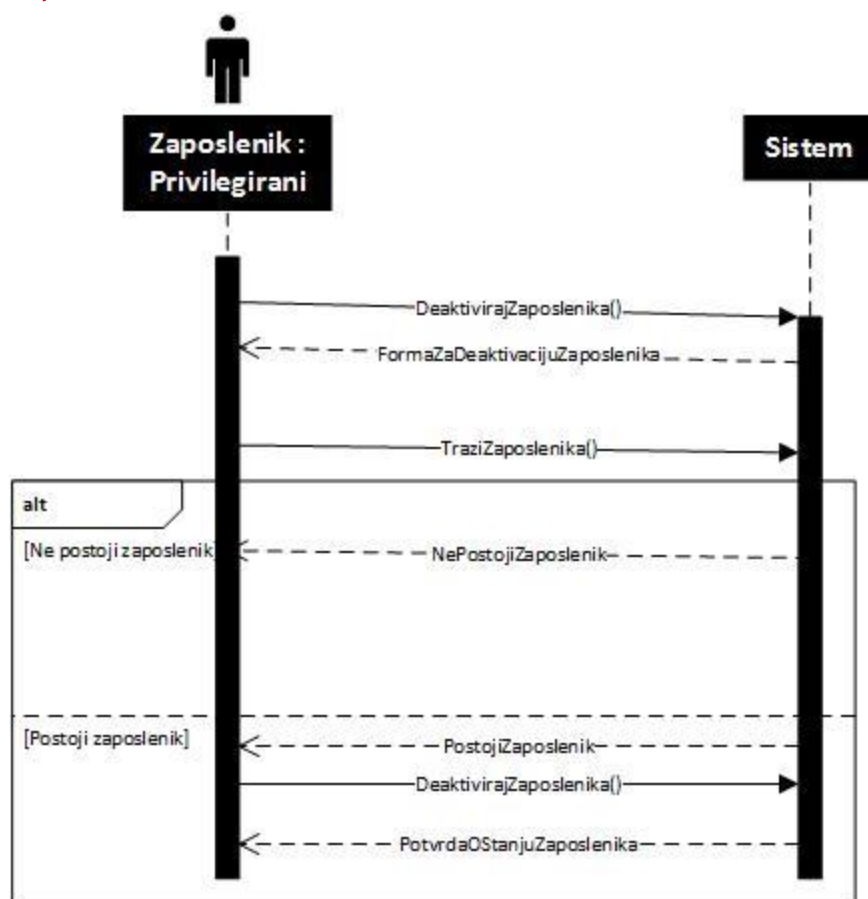 Zaposlenik :
Privilegirani
Sistem
DeaktivirajZaposlenika()
FormaZaDeaktivacijuZaposlenika
TraziZaposlenika()
alt
[Ne postoji zaposlenik]
NePostojiZaposlenik
[Postoji zaposlenik]
PostojiZaposlenik
DeaktivirajZaposlenika()
PotvrdaOStanjuZaposlenika